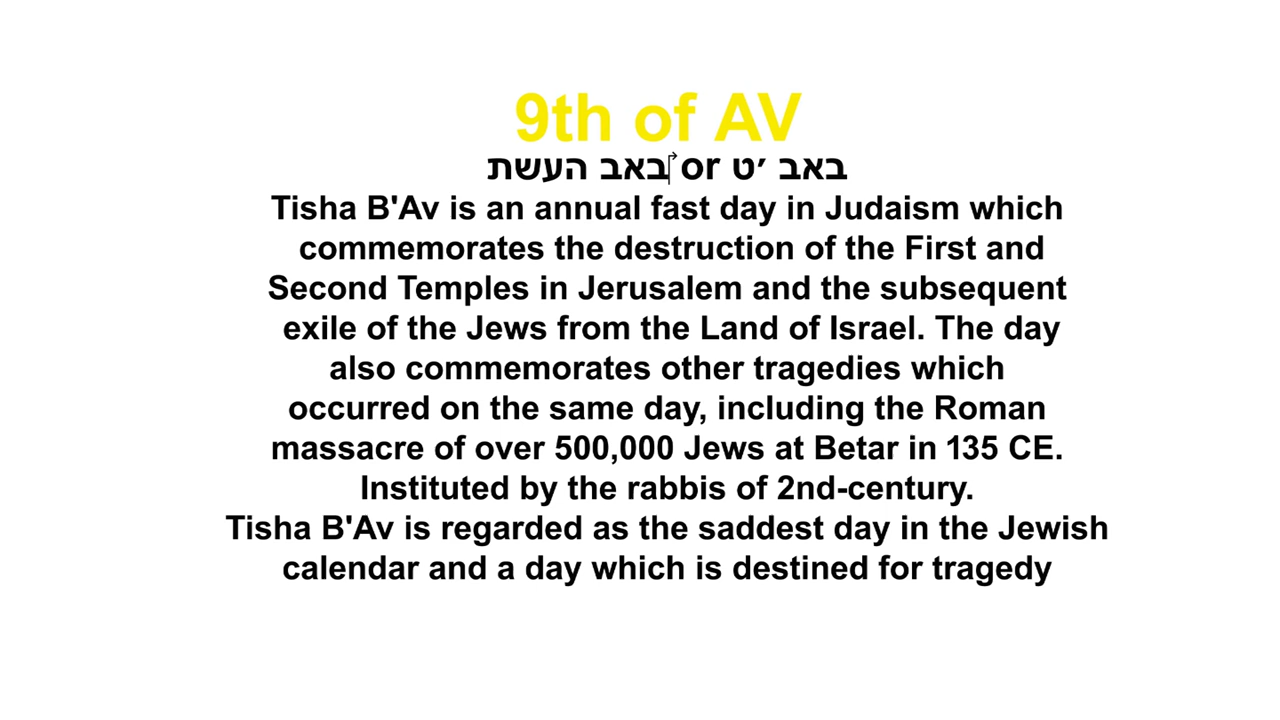 9th of AV
באב העשת or באב ׳ט
Tisha B'Av is an annual fast day in Judaism which
commemorates the destruction of the First and
Second Temples in Jerusalem and the subsequent
exile of the Jews from the Land of Israel. The day
also commemorates other tragedies which
occurred on the same day, including the Roman
massacre of over 500,000 Jews at Betar in 135 CE.
Instituted by the rabbis of 2nd-century.
Tisha B'Av is regarded as the saddest day in the Jewish
calendar and a day which is destined for tragedy